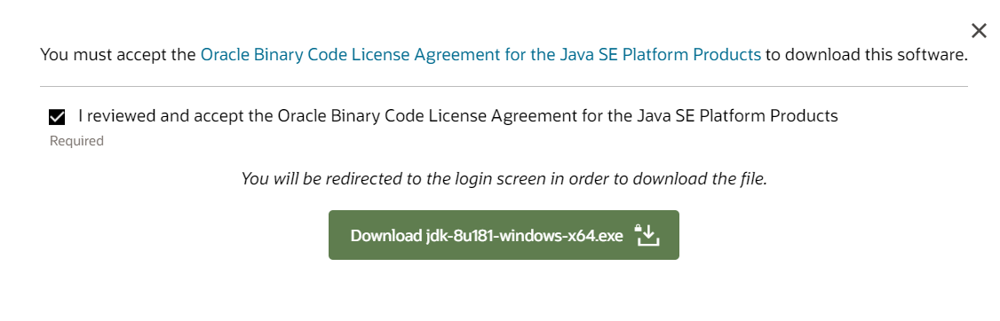 You must accept the Oracle Binary Code License Agreement for the Java SE Platform Products to download this software.
I reviewed and accept the Oracle Binary Code License Agreement for the Java SE Platform Products
Required
You will be redirected to the login screen in order to download the file.
Download jdk-8u181-windows-x64.exe